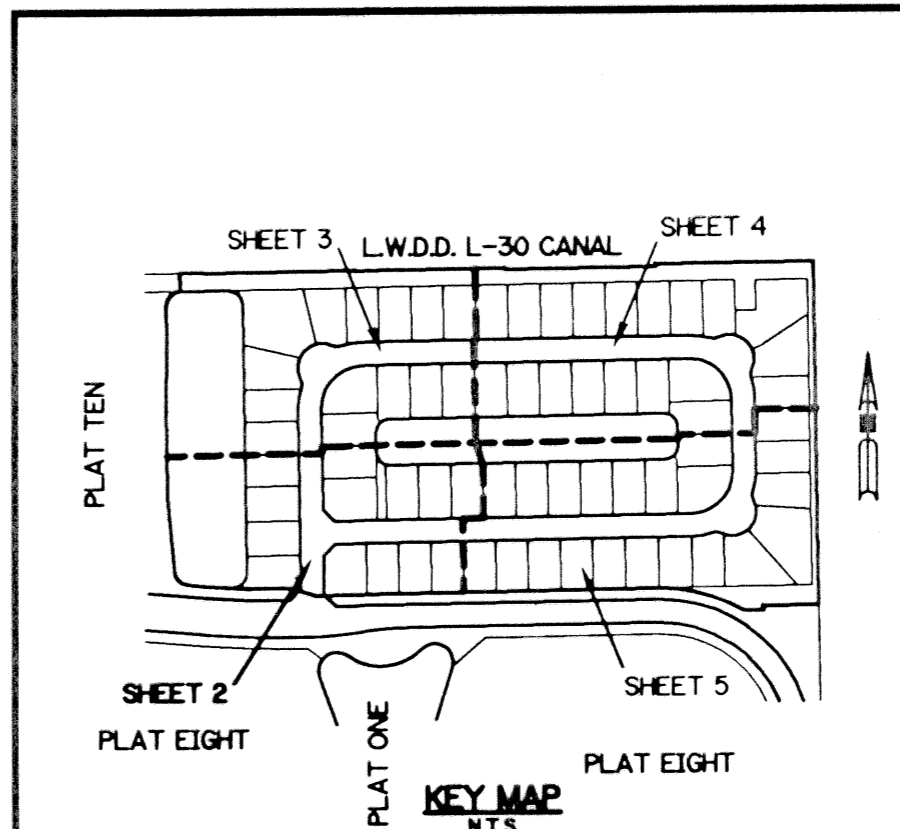 SHEET 3
L.W.D.D. L-30 CANAL
SHEET 4
PLAT TEN
SHEET 2
SHEET 5
PLAT EIGHT
PLAT ONE
PLAT EIGHT
KEY MAP
N.T.S.